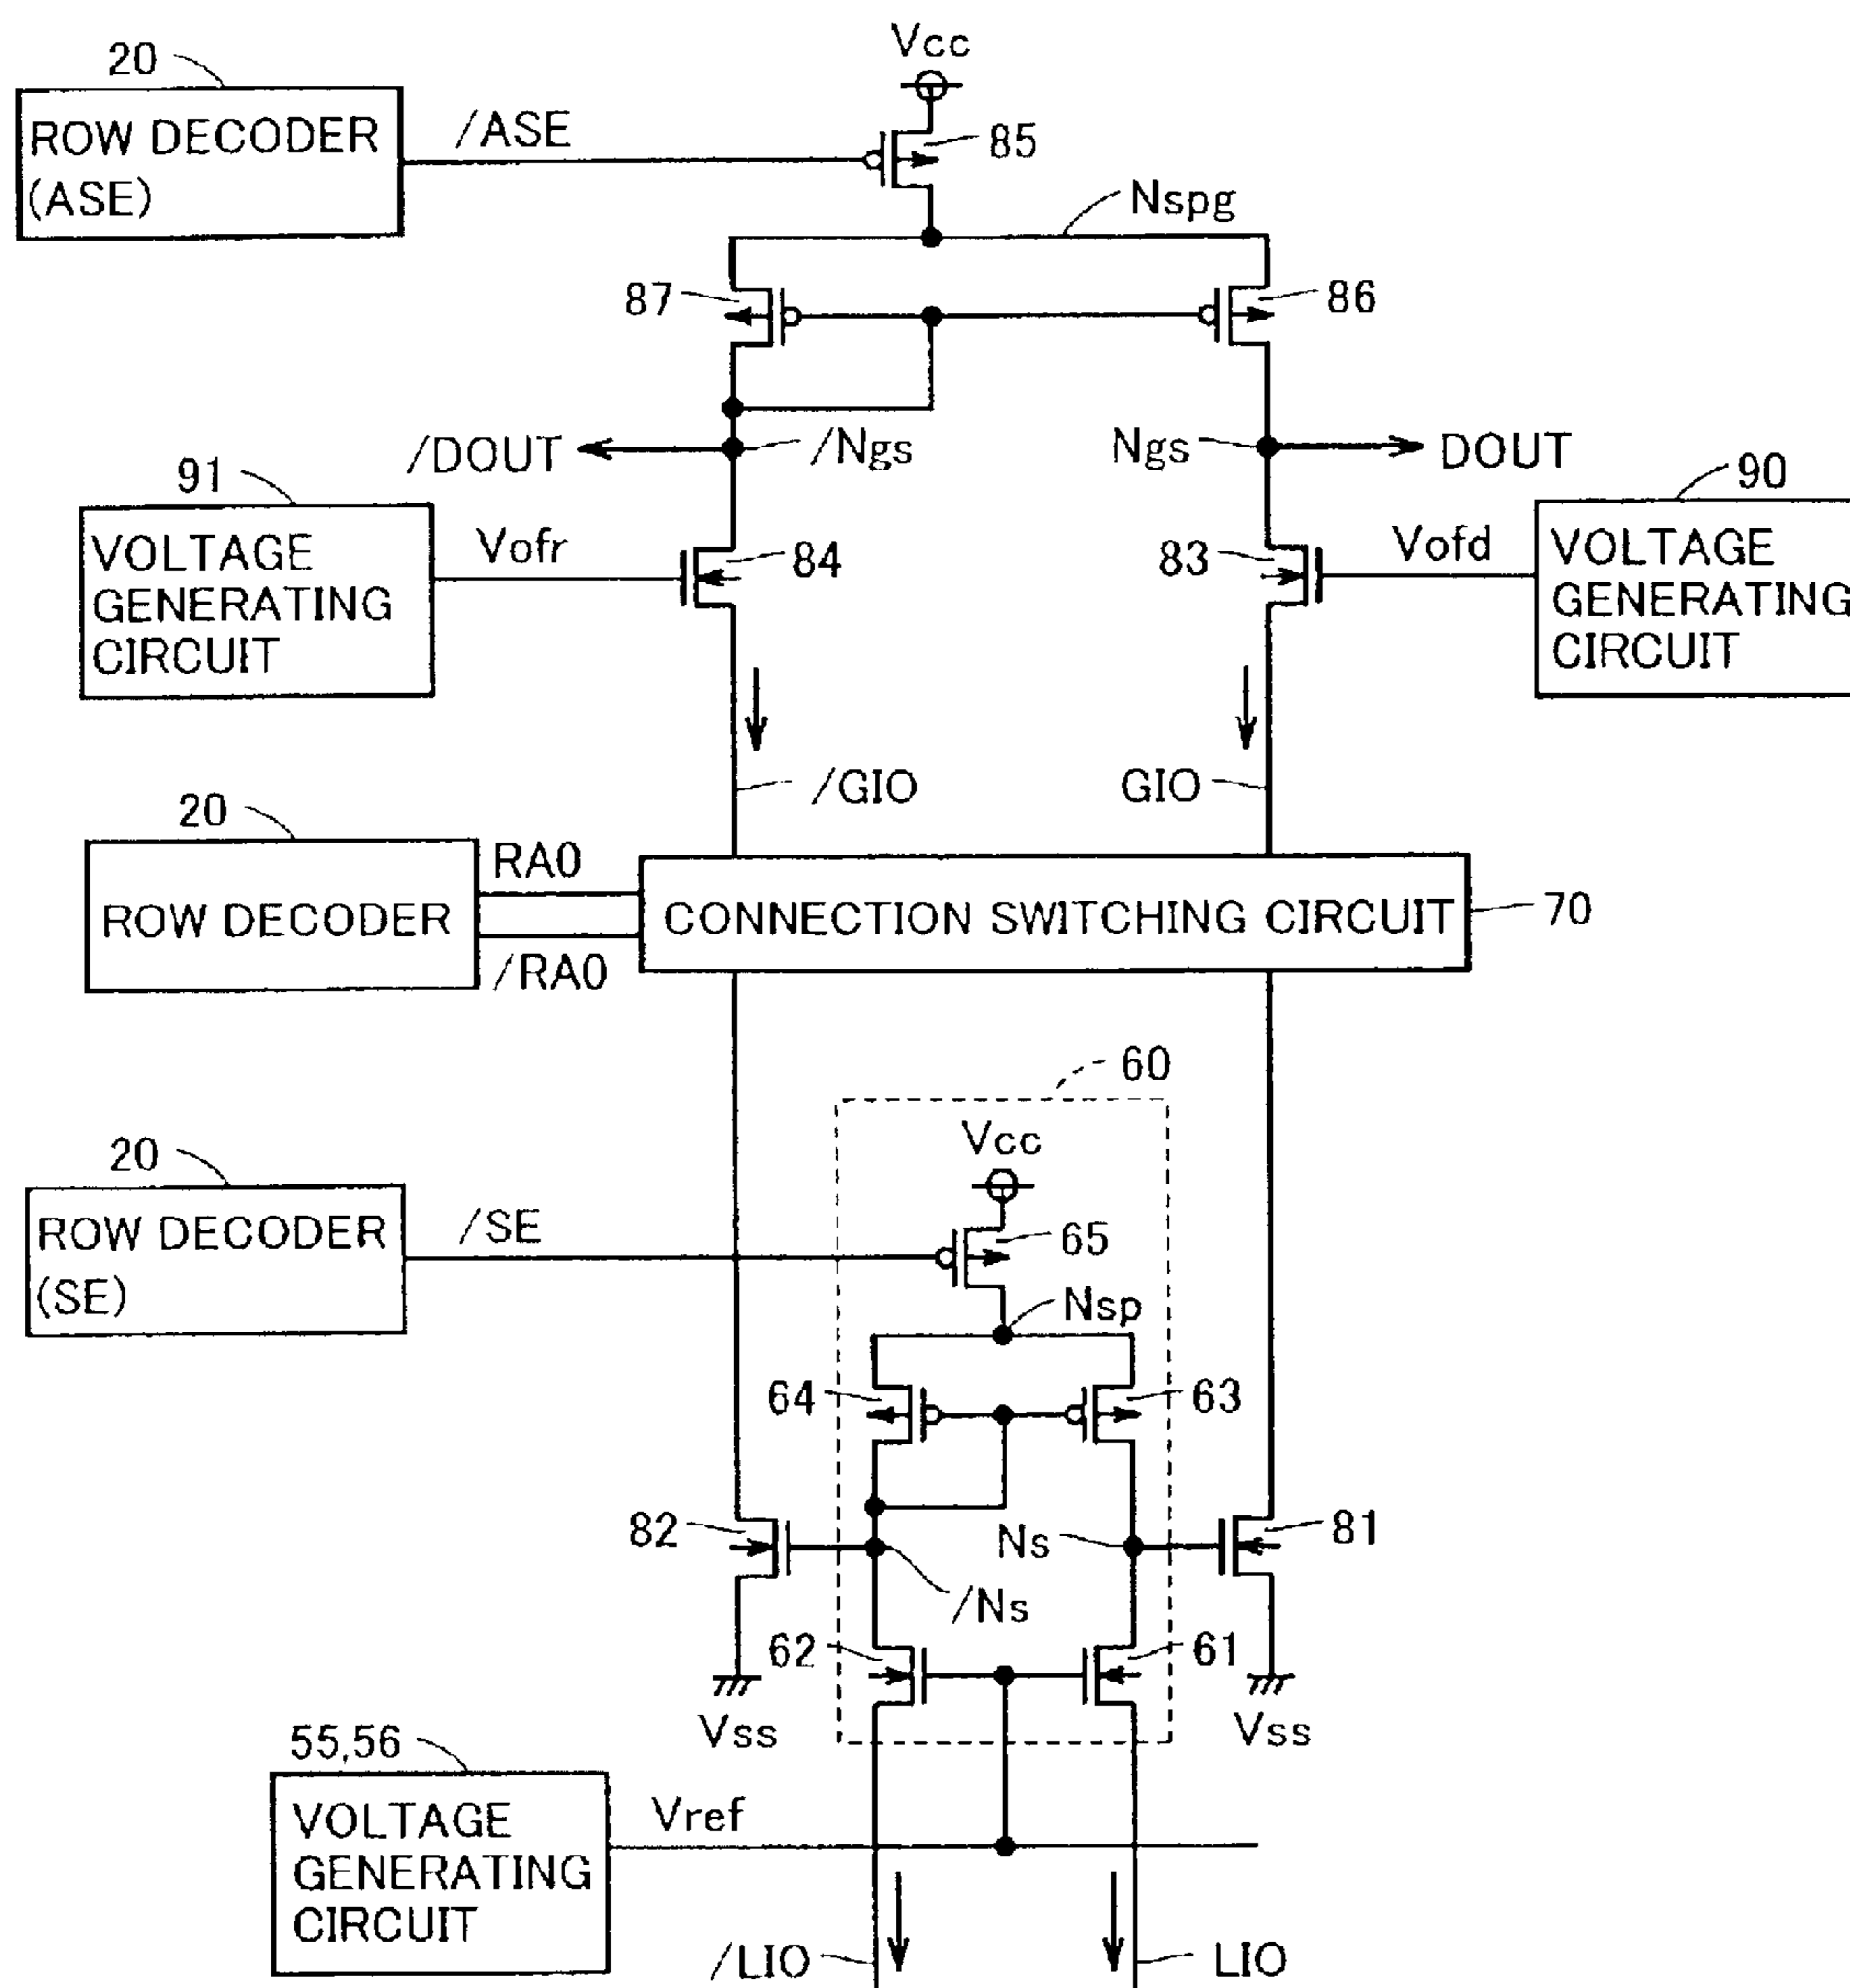 Vcc
20
ROW DECODER
(ASE)
/ASE
85
Nspg
87
86
/DOUT
/Ngs
Ngs
DOUT
91
90
VOLTAGE
GENERATING
CIRCUIT
Vofr
84
83
Vofd
VOLTAGE
GENERATING
CIRCUIT
/GIO
GIO
20
ROW DECODER
RA0
/RA0
CONNECTION SWITCHING CIRCUIT
70
60
Vcc
20
ROW DECODER
(SE)
/SE
65
Nsp
64
63
82
Ns
81
/Ns
62
61
Vss
Vss
55,56
VOLTAGE
GENERATING
CIRCUIT
Vref
/LIO
LIO